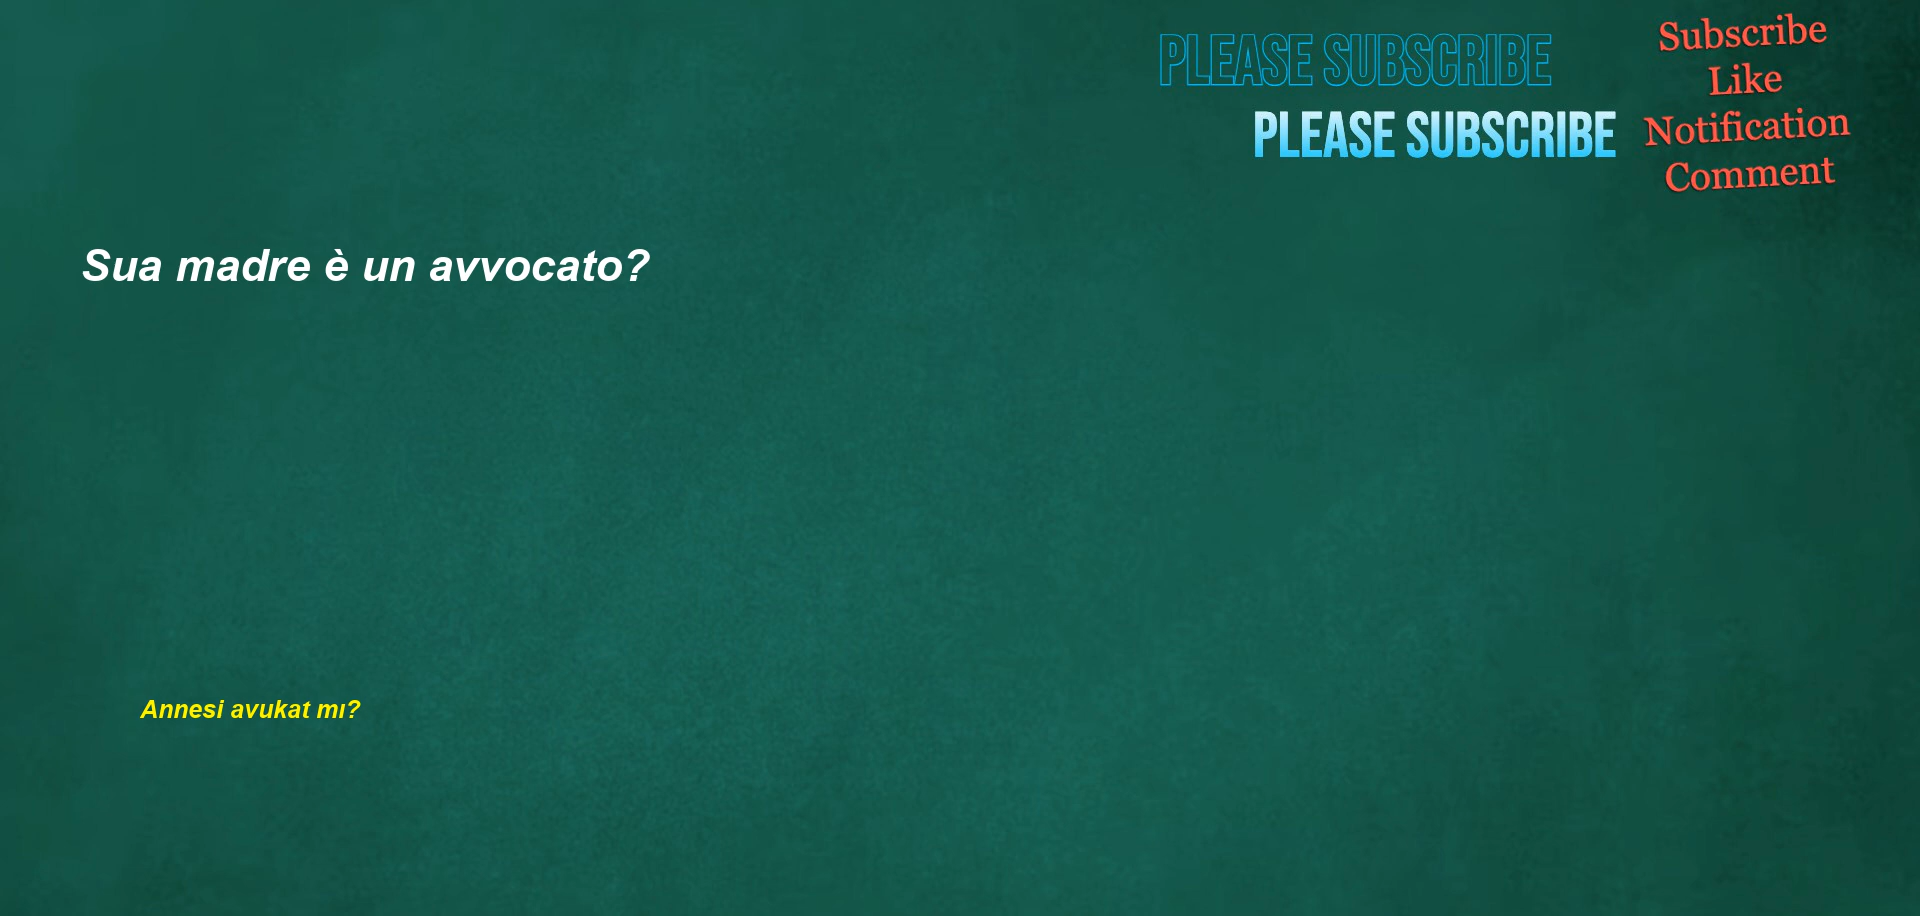 PLEASE SUBSCRIBE
PLEASE SUBSCRIBE
Subscribe
Like
Notification
Comment
Sua madre è un avvocato?
Annesi avukat mı?